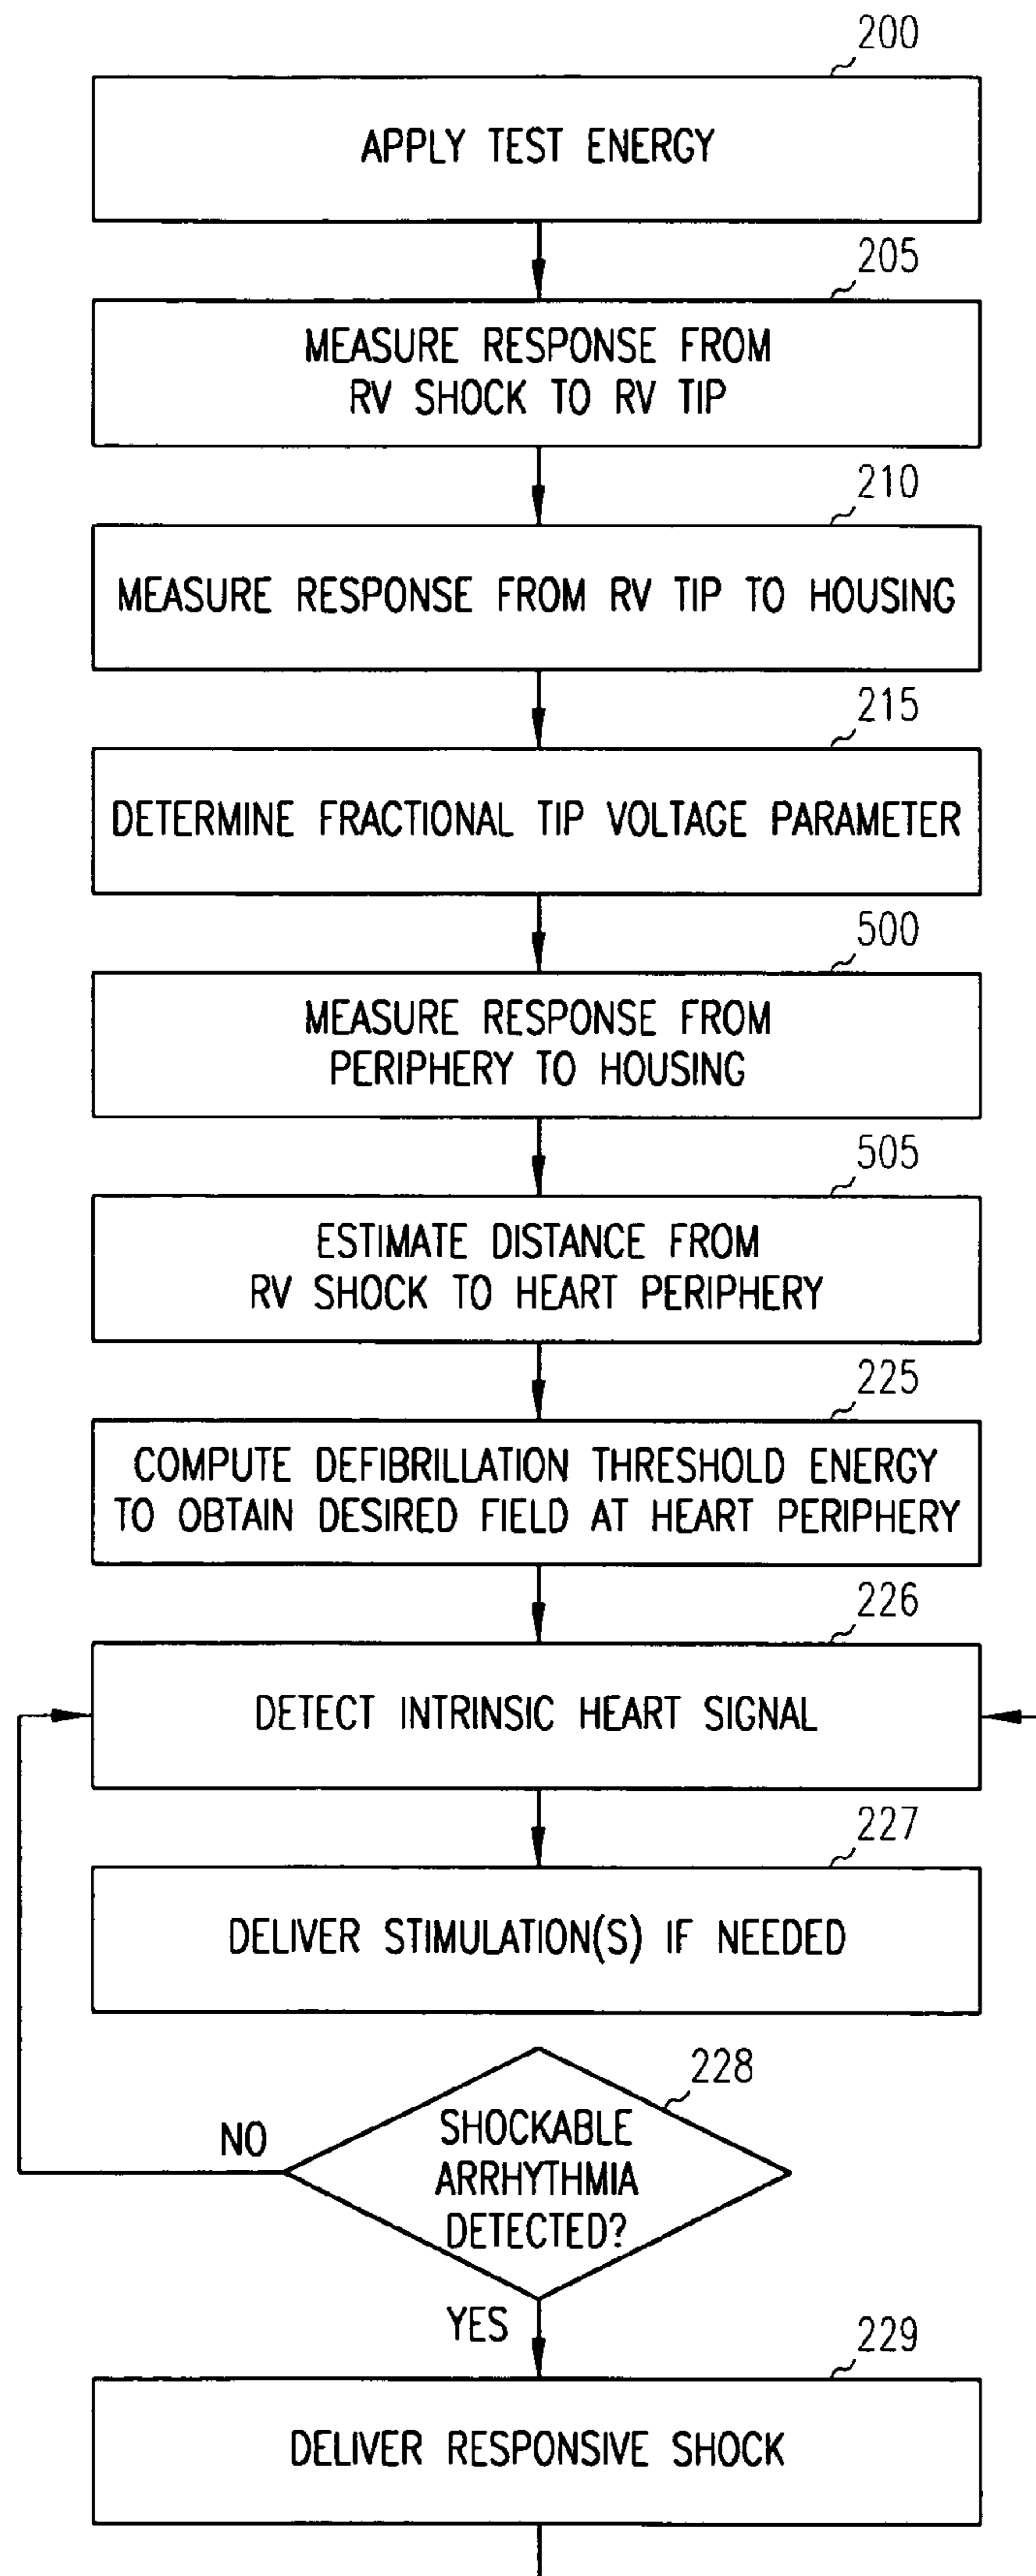 200
APPLY TEST ENERGY
205
MEASURE RESPONSE FROM
RV SHOCK TO RV TIP
210
MEASURE RESPONSE FROM RV TIP TO HOUSING
215
DETERMINE FRACTIONAL TIP VOLTAGE PARAMETER
500
MEASURE RESPONSE FROM
PERIPHERY TO HOUSING
505
ESTIMATE DISTANCE FROM
RV SHOCK TO HEART PERIPHERY
225
COMPUTE DEFIBRILLATION THRESHOLD ENERGY
TO OBTAIN DESIRED FIELD AT HEART PERIPHERY
226
DETECT INTRINSIC HEART SIGNAL
227
DELIVER STIMULATION(S) IF NEEDED
228
NO
SHOCKABLE
ARRHYTHMIA
DETECTED?
YES
229
DELIVER RESPONSIVE SHOCK